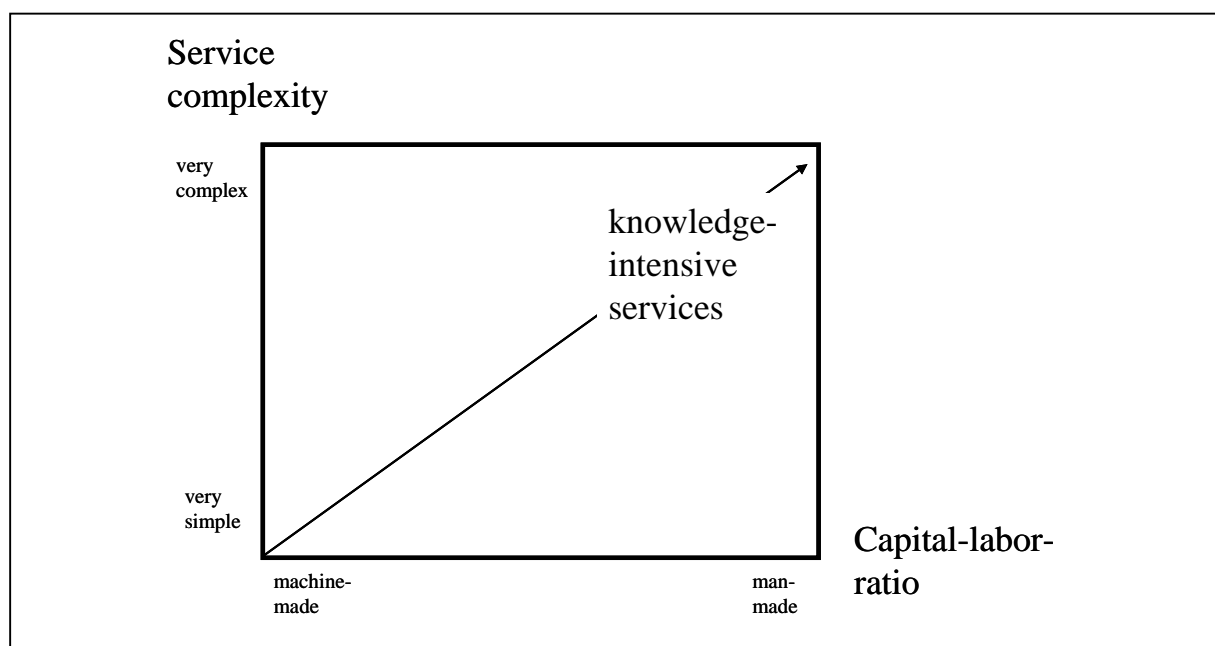 Service
complexity
very
complex
knowledge-
intensive
services
very
simple
Capital-labor-
ratio
machine-
made
man-
made